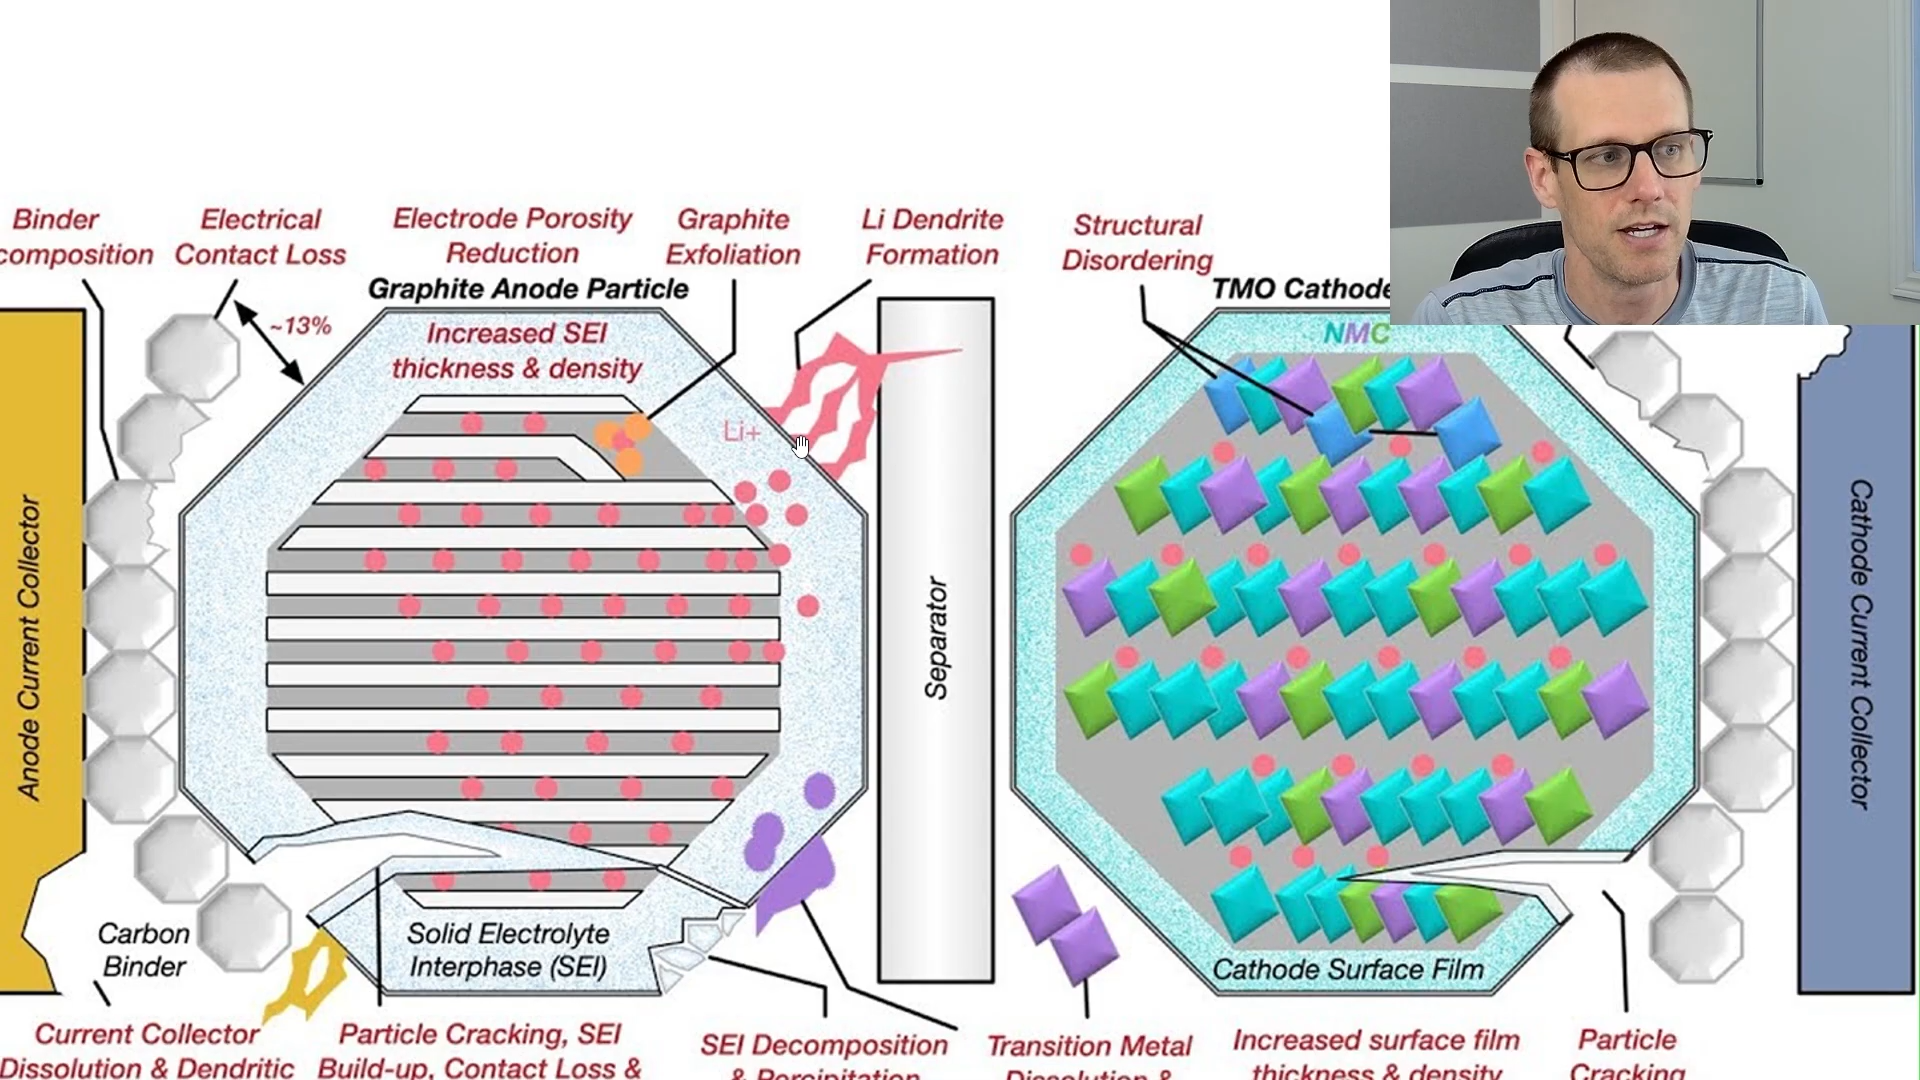 Binder
composition
Electrical
Contact Loss
Electrode Porosity
Reduction
Graphite
Exfoliation
Li Dendrite
Formation
Structural
Disordering
Graphite Anode Particle
TMO Cathode
~13%
Increased SEI
thickness & density
NMC
Li+
Anode Current Collector
Separator
Cathode Current Collector
Carbon
Binder
Solid Electrolyte
Interphase (SEI)
Cathode Surface Film
Current Collector
Dissolution & Dendritic
Particle Cracking, SEI
Build-up, Contact Loss &
SEI Decomposition
& Percipitation
Transition Metal
Dissolution &
Increased surface film
thickness & density
Particle
Cracking